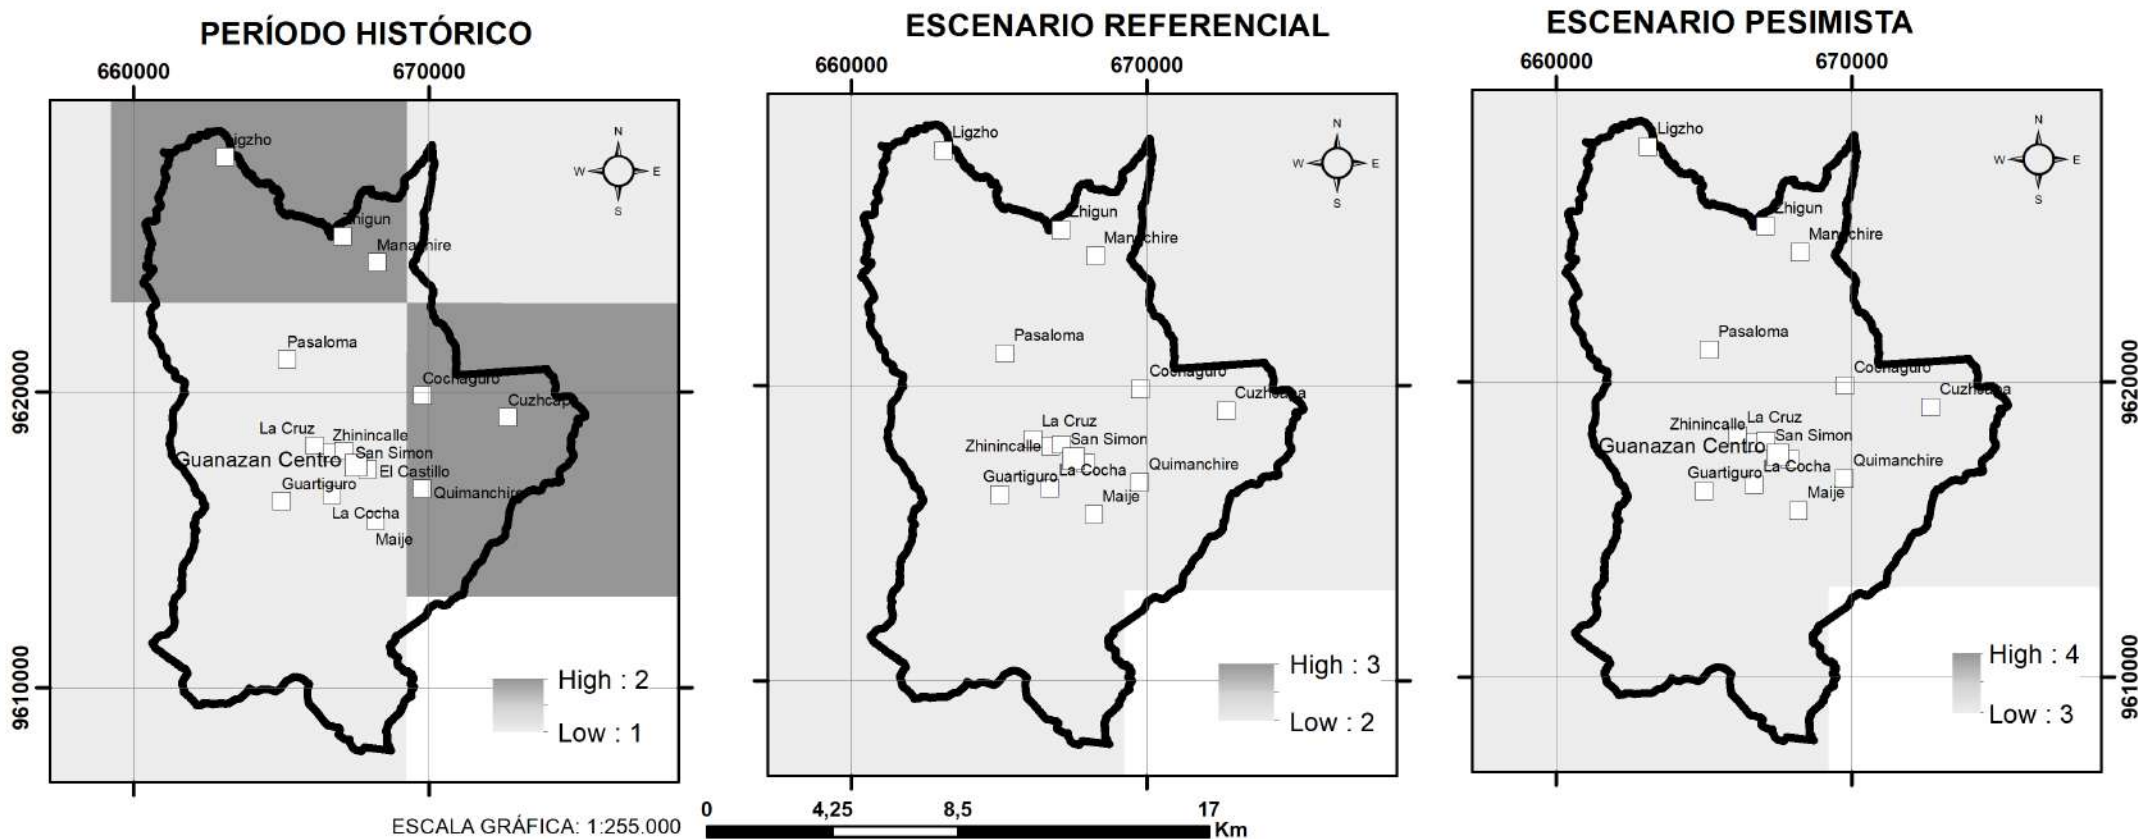 PERÍODO HISTÓRICO
660000 670000
N
W E
S
igzho
Zhigun
Manachire
Pasaloma
Cochaguro
Cuzhcapa
La Cruz
Zhinincalle
San Simon
Guanazan Centro
El Castillo
Guartiguro
Quimanchire
La Cocha
Maije
9620000
9610000
High : 2
Low : 1
ESCALA GRÁFICA: 1:255.000
ESCENARIO REFERENCIAL
660000 670000
N
W E
S
Ligzho
Zhigun
Manachire
Pasaloma
Cochaguro
Cuzhcapa
La Cruz
Zhinincalle
San Simon
La Cocha
Guartiguro
Quimanchire
Maije
High : 3
Low : 2
0 4,25 8,5 17
Km
ESCENARIO PESIMISTA
660000 670000
N
W E
S
Ligzho
Zhigun
Manachire
Pasaloma
Cochaguro
Cuzhcapa
La Cruz
Zhinincalle
San Simon
Guanazan Centro
La Cocha
Guartiguro
Quimanchire
Maije
9620000
9610000
High : 4
Low : 3